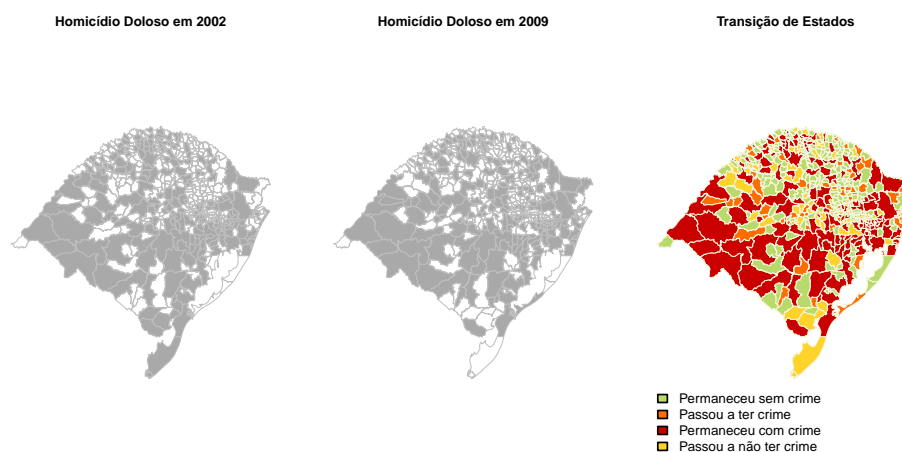 Homicídio Doloso em 2002
Homicídio Doloso em 2009
Transição de Estados
Permaneceu sem crime
Passou a ter crime
Permaneceu com crime
Passou a não ter crime